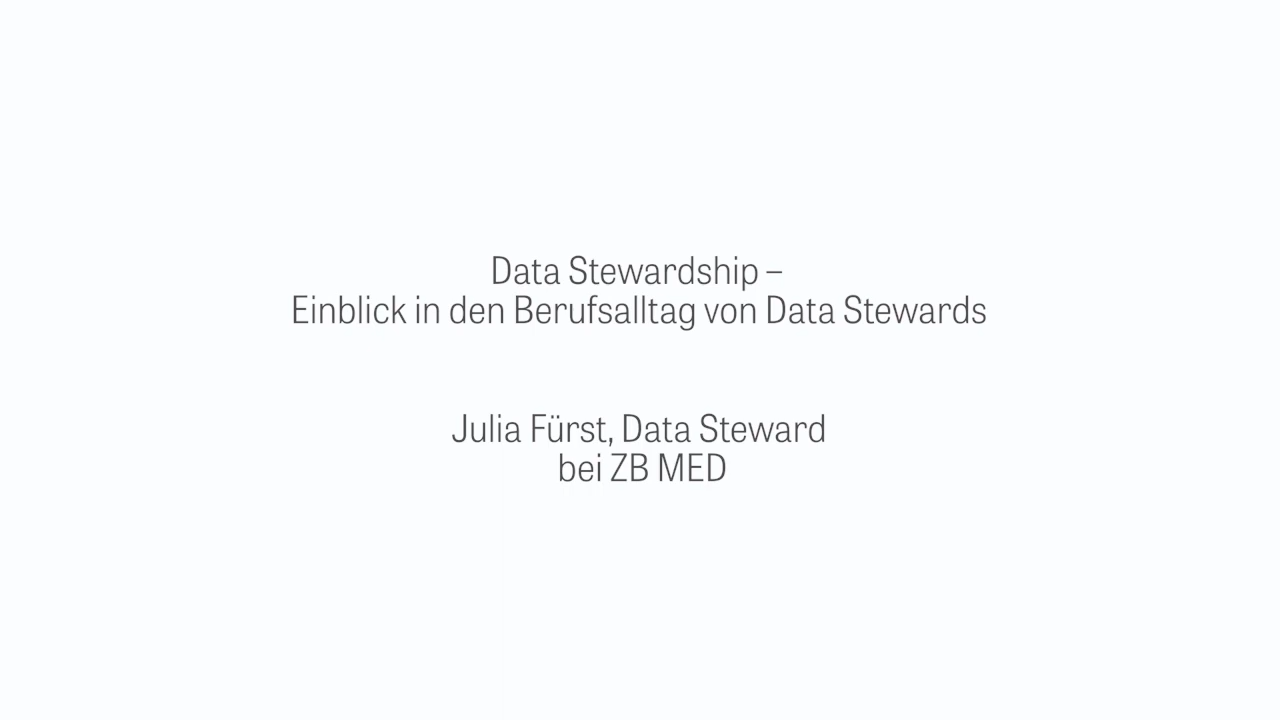 Data Stewardship –
Einblick in den Berufsalltag von Data Stewards
Julia Fürst, Data Steward
bei ZB MED